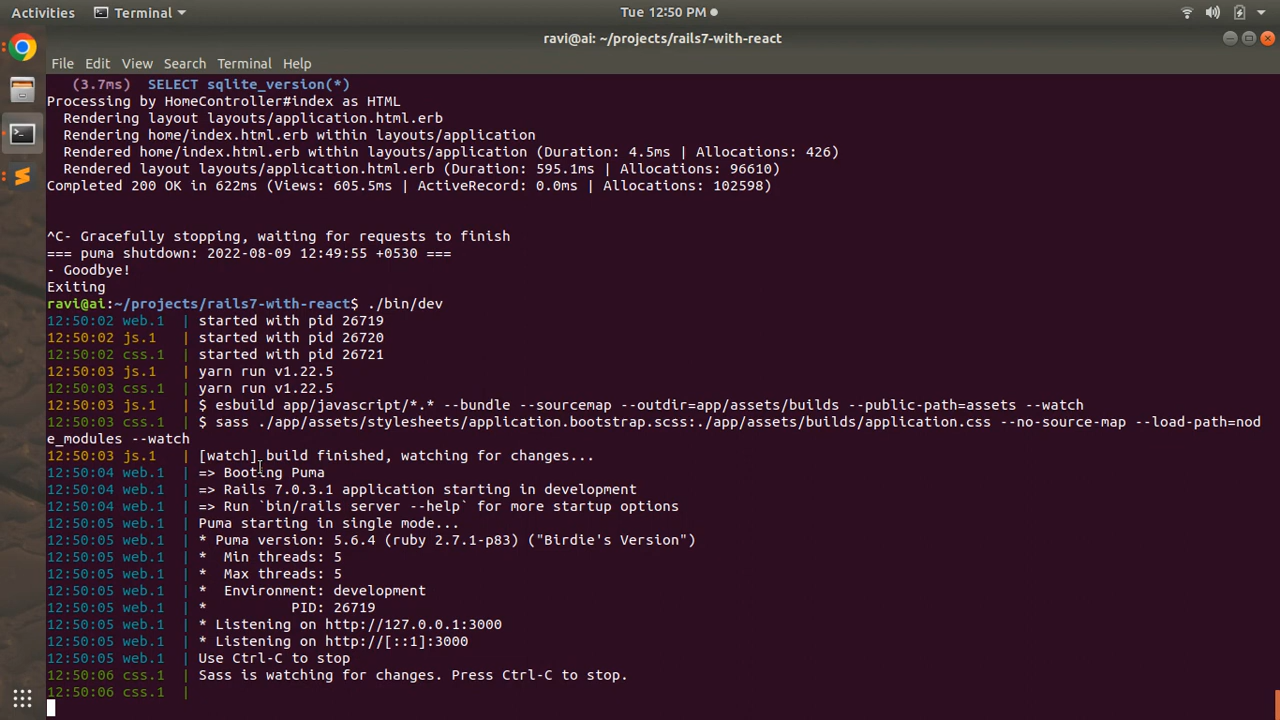 Activities Terminal Tue 12:50 PM
ravi@ai: ~/projects/rails7-with-react
File Edit View Search Terminal Help
(3.7ms) SELECT sqlite_version(*)
Processing by HomeController#index as HTML
Rendering layout layouts/application.html.erb
Rendering home/index.html.erb within layouts/application
Rendered home/index.html.erb within layouts/application (Duration: 4.5ms | Allocations: 426)
Rendered layout layouts/application.html.erb (Duration: 595.1ms | Allocations: 96610)
Completed 200 OK in 622ms (Views: 605.5ms | ActiveRecord: 0.0ms | Allocations: 102598)
^C- Gracefully stopping, waiting for requests to finish
=== puma shutdown: 2022-08-09 12:49:55 +0530 ===
- Goodbye!
Exiting
ravi@ai:~/projects/rails7-with-react$ ./bin/dev
12:50:02 web.1 | started with pid 26719
12:50:02 js.1 | started with pid 26720
12:50:02 css.1 | started with pid 26721
12:50:03 js.1 | yarn run v1.22.5
12:50:03 css.1 | yarn run v1.22.5
12:50:03 js.1 | $ esbuild app/javascript/*.* --bundle --sourcemap --outdir=app/assets/builds --public-path=assets --watch
12:50:03 css.1 | $ sass ./app/assets/stylesheets/application.bootstrap.scss:./app/assets/builds/application.css --no-source-map --load-path=nod
e_modules --watch
12:50:03 js.1 | [watch] build finished, watching for changes...
12:50:04 web.1 | => Booting Puma
12:50:04 web.1 | => Rails 7.0.3.1 application starting in development
12:50:04 web.1 | => Run `bin/rails server --help` for more startup options
12:50:05 web.1 | Puma starting in single mode...
12:50:05 web.1 | * Puma version: 5.6.4 (ruby 2.7.1-p83) ("Birdie's Version")
12:50:05 web.1 | * Min threads: 5
12:50:05 web.1 | * Max threads: 5
12:50:05 web.1 | * Environment: development
12:50:05 web.1 | * PID: 26719
12:50:05 web.1 | * Listening on http://127.0.0.1:3000
12:50:05 web.1 | * Listening on http://[::1]:3000
12:50:05 web.1 | Use Ctrl-C to stop
12:50:06 css.1 | Sass is watching for changes. Press Ctrl-C to stop.
12:50:06 css.1 |